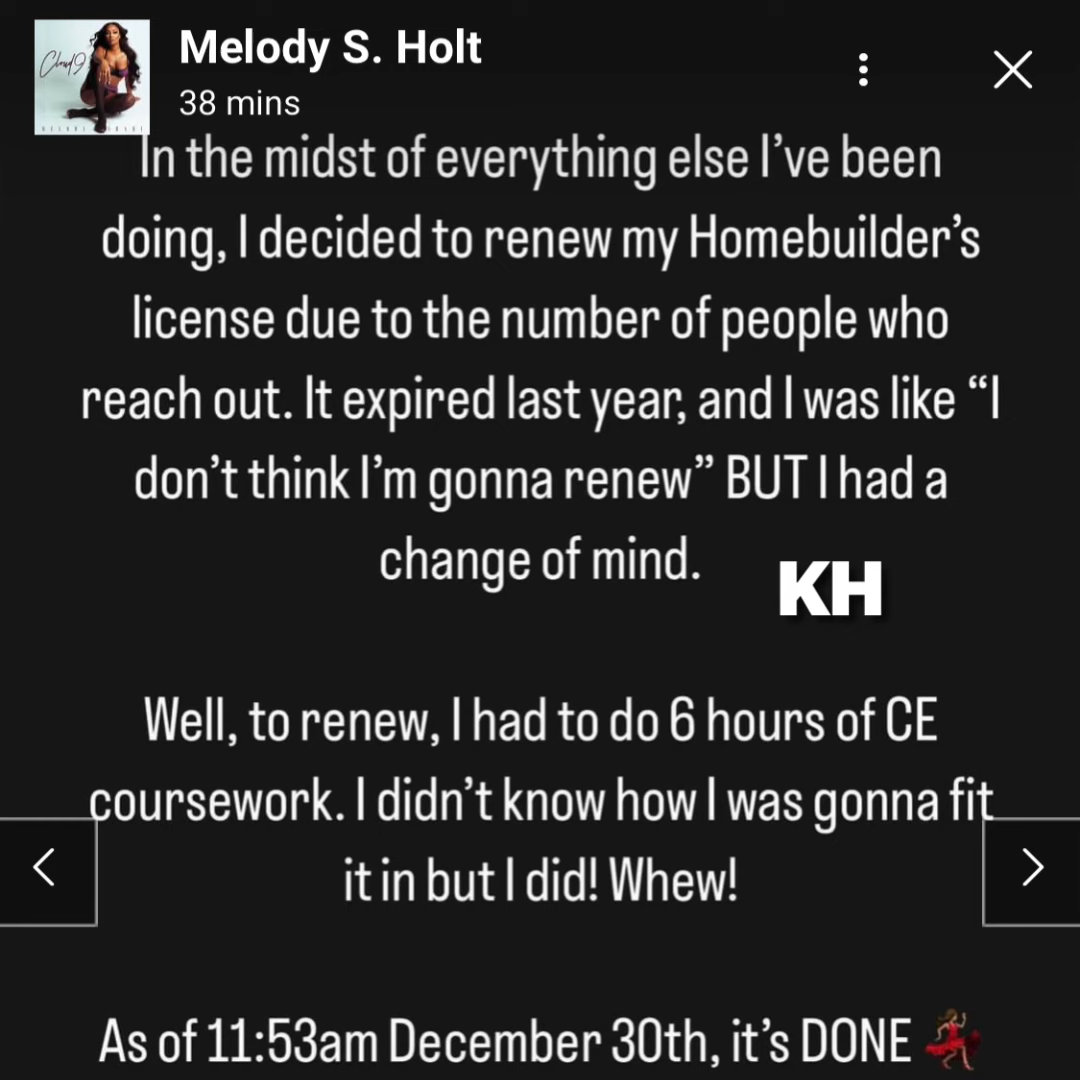 Cloud9
Melody S. Holt
38 mins
In the midst of everything else I’ve been
doing, I decided to renew my Homebuilder’s
license due to the number of people who
reach out. It expired last year, and I was like “I
don’t think I’m gonna renew” BUT I had a
change of mind.
KH
Well, to renew, I had to do 6 hours of CE
coursework. I didn’t know how I was gonna fit
it in but I did! Whew!
As of 11:53am December 30th, it’s DONE 💃🏾